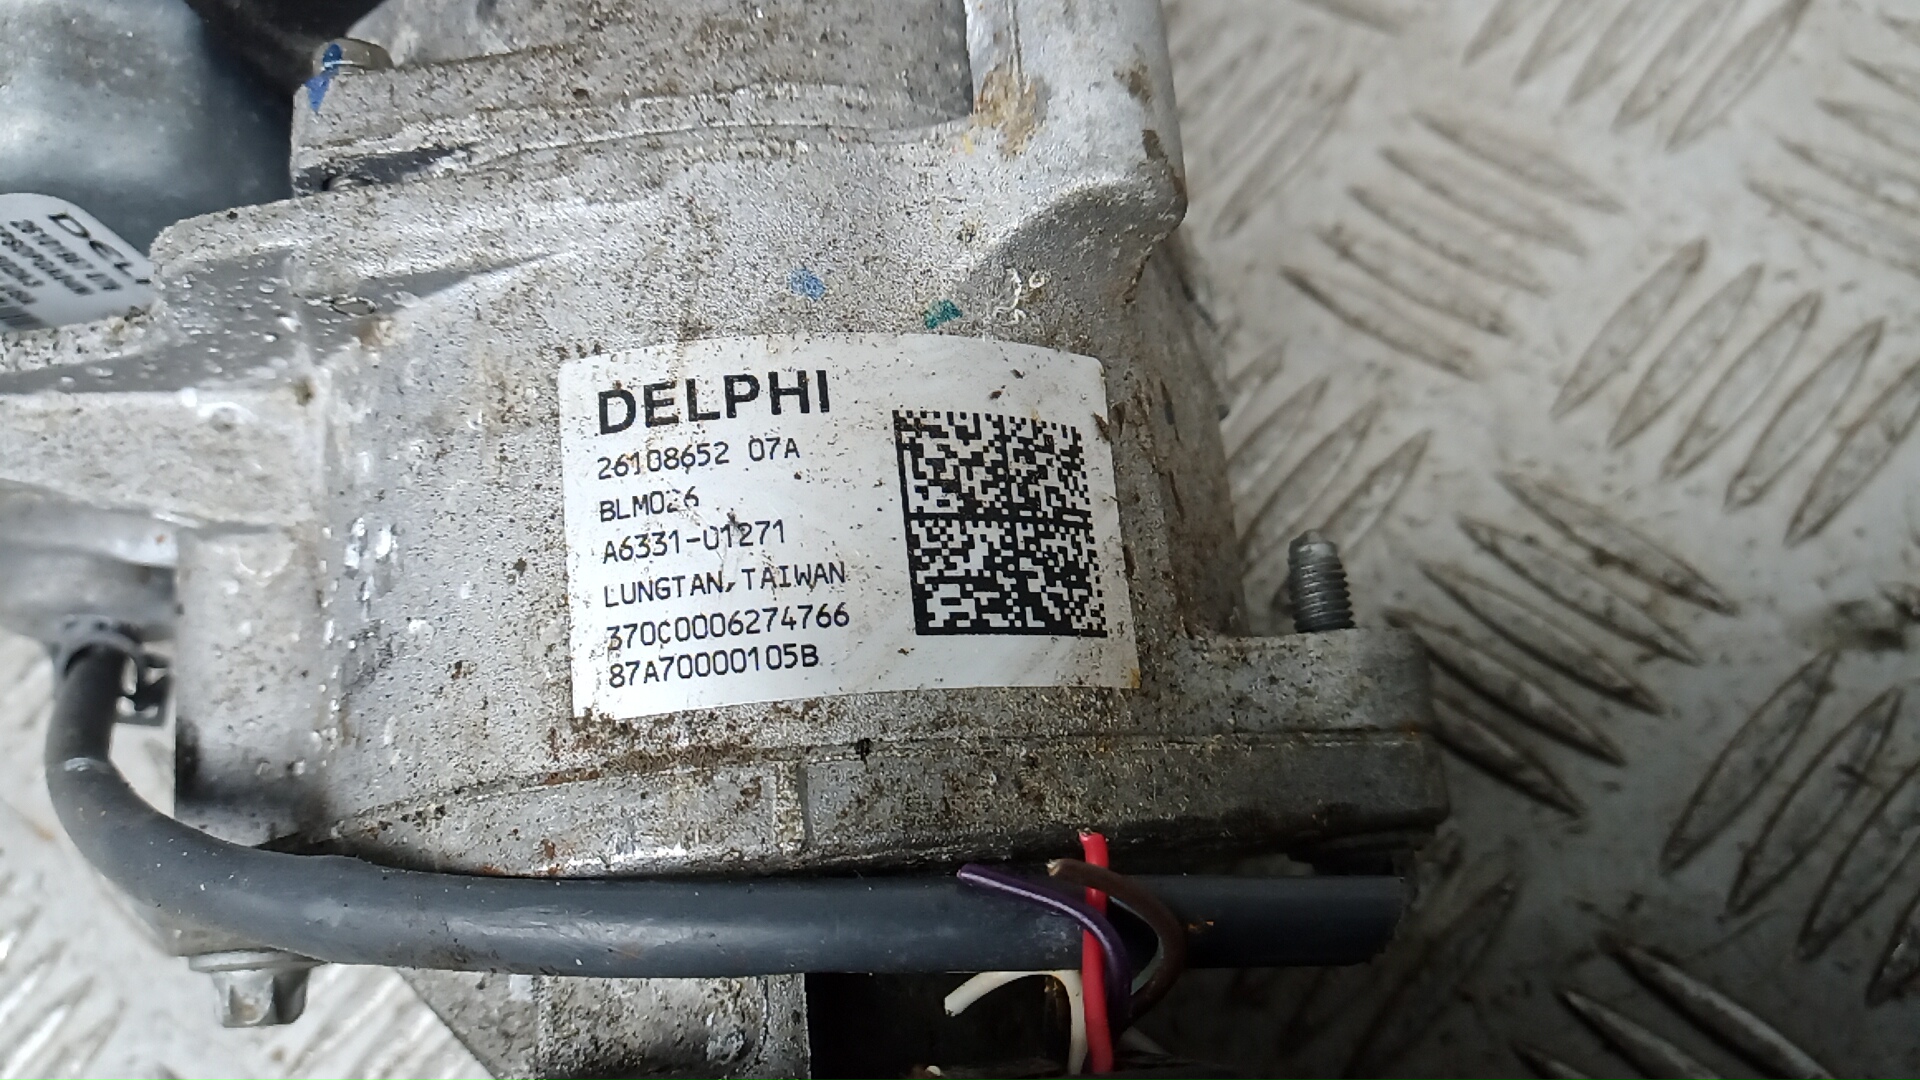 DELPHI
26108652 07A
BLM026
A6331-01271
LUNGTAN, TAIWAN
370C0006274766
87A70000105B